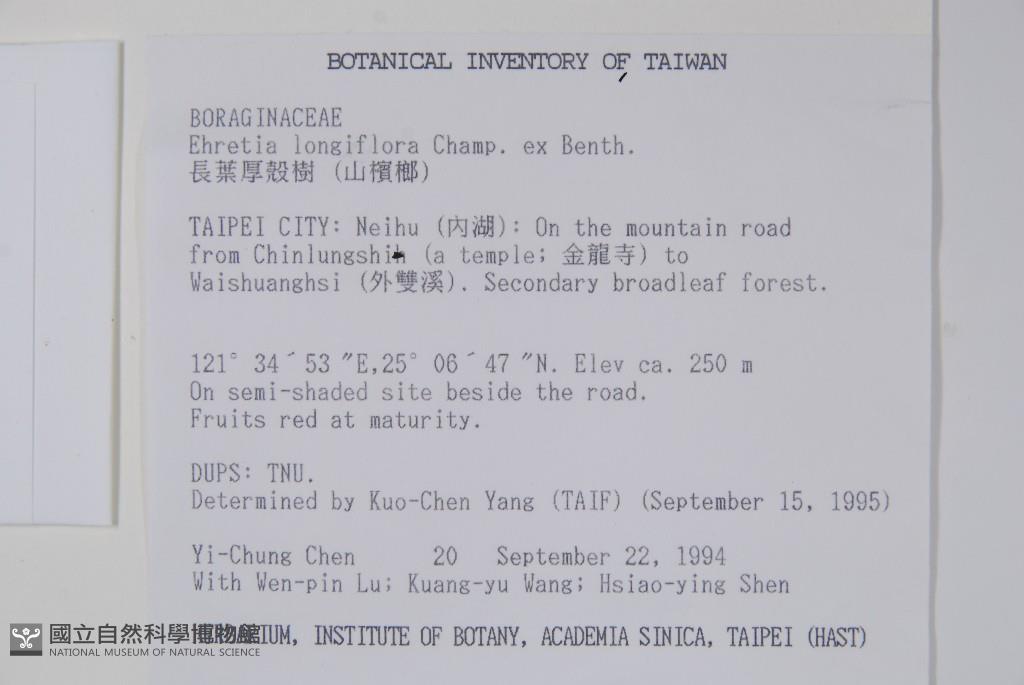 BOTANICAL INVENTORY OF TAIWAN
BORAGINACEAE
Ehretia longiflora Champ. ex Benth.
長葉厚殼樹 (山檳榔)
TAIPEI CITY: Neihu (內湖): On the mountain road
from Chinlungshih (a temple; 金龍寺) to
Waishuanghsi (外雙溪). Secondary broadleaf forest.
121° 34´53 ″E,25° 06´47 ″N. Elev ca. 250 m
On semi-shaded site beside the road.
Fruits red at maturity.
DUPS: TNU.
Determined by Kuo-Chen Yang (TAIF) (September 15, 1995)
Yi-Chung Chen 20 September 22, 1994
With Wen-pin Lu; Kuang-yu Wang; Hsiao-ying Shen
INSTITUTE OF BOTANY, ACADEMIA SINICA, TAIPEI (HAST)
國立自然科學博物館
NATIONAL MUSEUM OF NATURAL SCIENCE